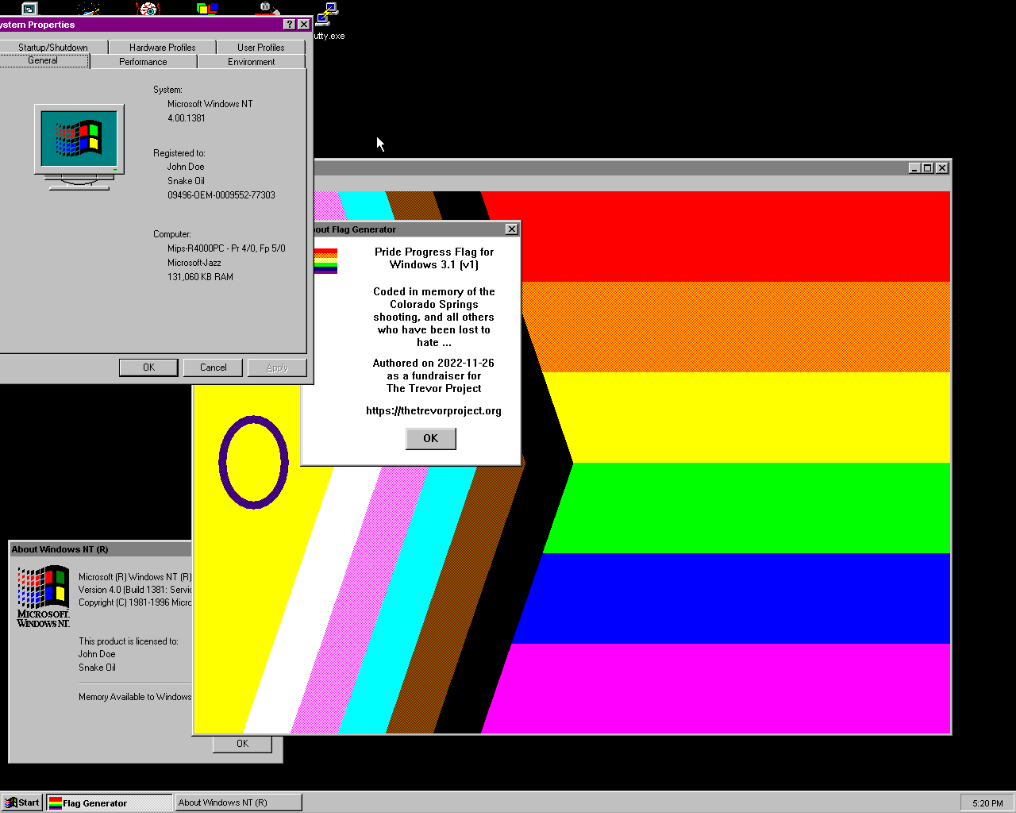 utty.exe
ystem Properties
Startup/Shutdown
Hardware Profiles
User Profiles
General
Performance
Environment
System:
Microsoft Windows NT
4.00.1381
Registered to:
John Doe
Snake Oil
09496-OEM-0009552-77303
Computer:
Mips-R4000PC - Pr 4/0, Fp 5/0
Microsoft-Jazz
131,060 KB RAM
OK
Cancel
Apply
out Flag Generator
Pride Progress Flag for
Windows 3.1 (v1)
Coded in memory of the
Colorado Springs
shooting, and all others
who have been lost to
hate ...
Authored on 2022-11-26
as a fundraiser for
The Trevor Project
https://thetrevorproject.org
OK
About Windows NT (R)
MICROSOFT.
WINDOWS NT.
Microsoft (R) Windows NT (R)
Version 4.0 (Build 1381: Servic
Copyright (C) 1981-1996 Micro
This product is licensed to:
John Doe
Snake Oil
Memory Available to Windows
OK
Start
Flag Generator
About Windows NT (R)
5:20 PM